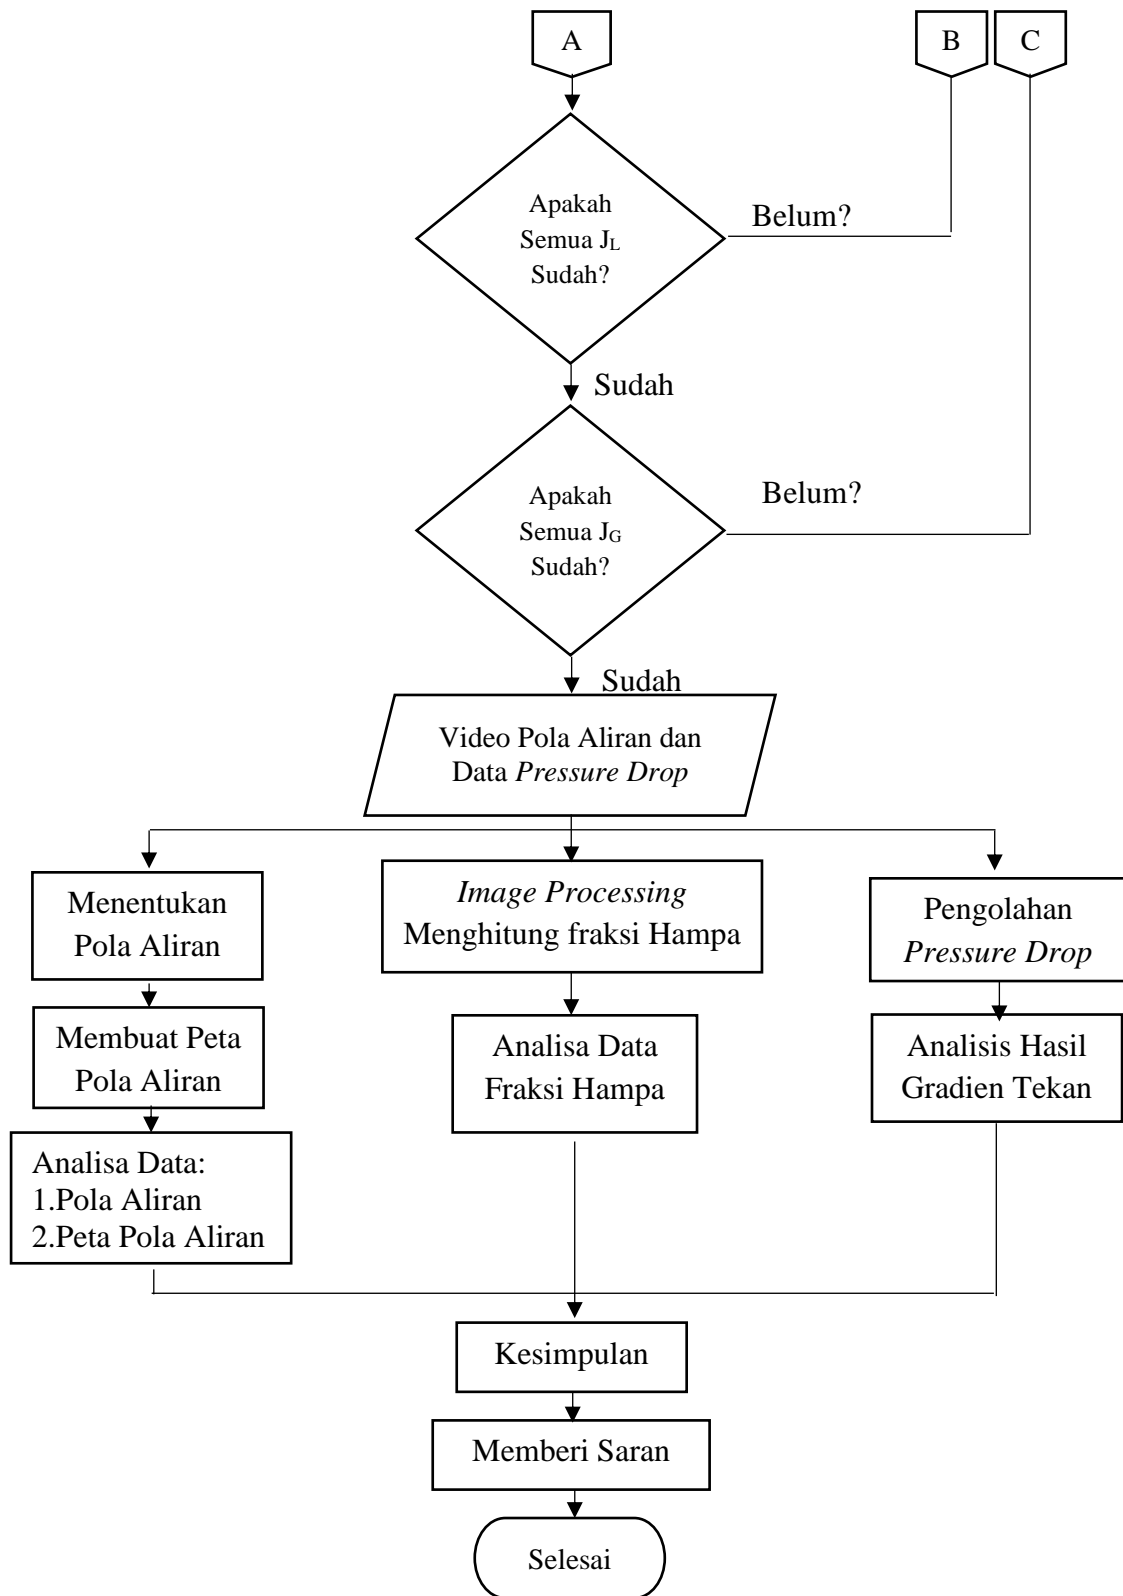 A
B
C
Apakah
Semua J_L
Sudah?
Belum?
Sudah
Apakah
Semua J_G
Sudah?
Belum?
Sudah
Video Pola Aliran dan
Data Pressure Drop
Menentukan
Pola Aliran
Image Processing
Menghitung fraksi Hampa
Pengolahan
Pressure Drop
Membuat Peta
Pola Aliran
Analisa Data
Fraksi Hampa
Analisis Hasil
Gradien Tekan
Analisa Data:
1.Pola Aliran
2.Peta Pola Aliran
Kesimpulan
Memberi Saran
Selesai